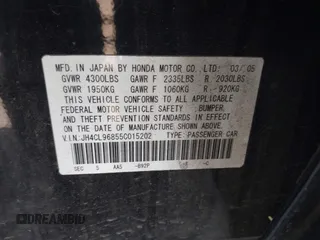 MFD. IN JAPAN BY HONDA MOTOR CO., LTD. 03/05
GVWR 4300LBS GAWR F 2335LBS R 2030LBS
GVWR 1950KG GAWR F 1060KG R 920KG
THIS VEHICLE CONFORMS TO ALL APPLICABLE
FEDERAL MOTOR VEHICLE SAFETY, BUMPER,
AND THEFT PREVENTION STANDARDS IN EFFECT
ON THE DATE OF MANUFACTURE SHOWN ABOVE.
V.I.N: JH4CL96855C015202 TYPE: PASSENGER CAR
AUTOBIDMASTER